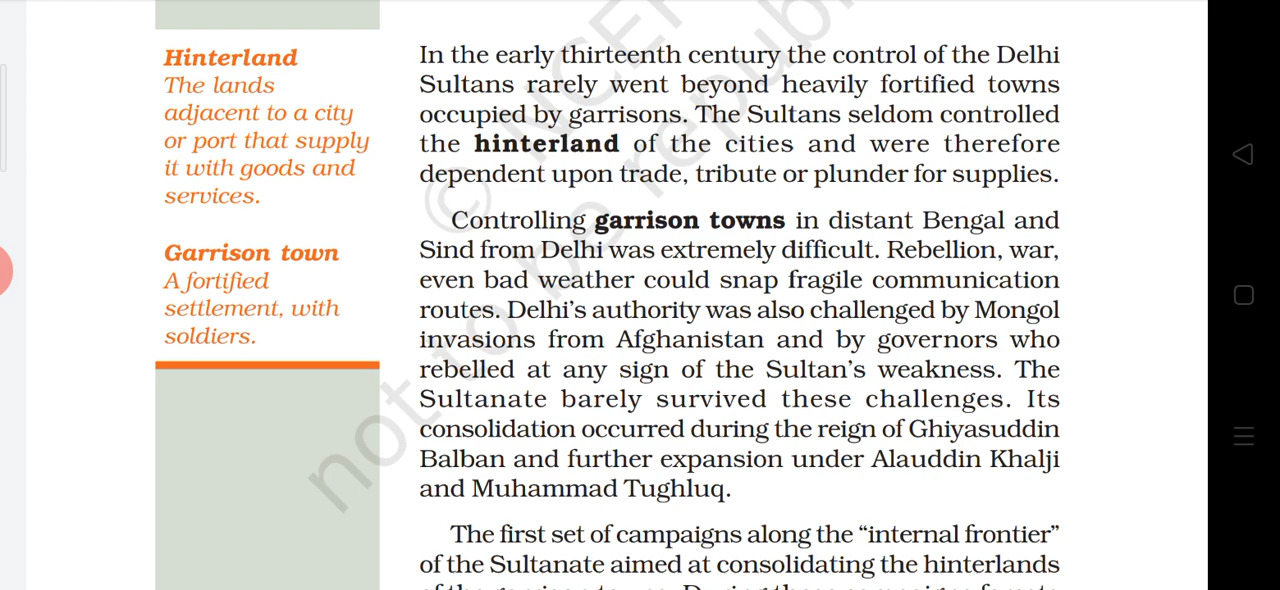 Hinterland
The lands
adjacent to a city
or port that supply
it with goods and
services.
Garrison town
A fortified
settlement, with
soldiers.
In the early thirteenth century the control of the Delhi
Sultans rarely went beyond heavily fortified towns
occupied by garrisons. The Sultans seldom controlled
the hinterland of the cities and were therefore
dependent upon trade, tribute or plunder for supplies.
Controlling garrison towns in distant Bengal and
Sind from Delhi was extremely difficult. Rebellion, war,
even bad weather could snap fragile communication
routes. Delhi's authority was also challenged by Mongol
invasions from Afghanistan and by governors who
rebelled at any sign of the Sultan's weakness. The
Sultanate barely survived these challenges. Its
consolidation occurred during the reign of Ghiyasuddin
Balban and further expansion under Alauddin Khalji
and Muhammad Tughluq.
The first set of campaigns along the “internal frontier”
of the Sultanate aimed at consolidating the hinterlands
© NCE
not to be republi